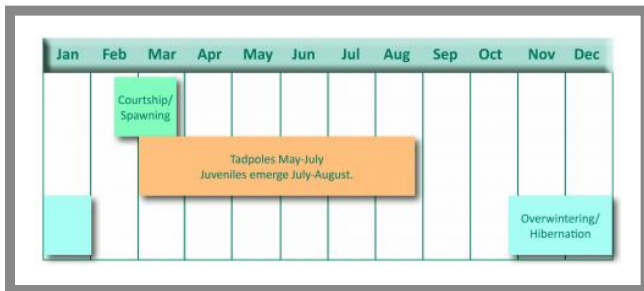 Jan Feb Mar Apr May Jun Jul Aug Sep Oct Nov Dec
Courtship/
Spawning
Tadpoles May-July
Juveniles emerge July-August.
Overwintering/
Hibernation